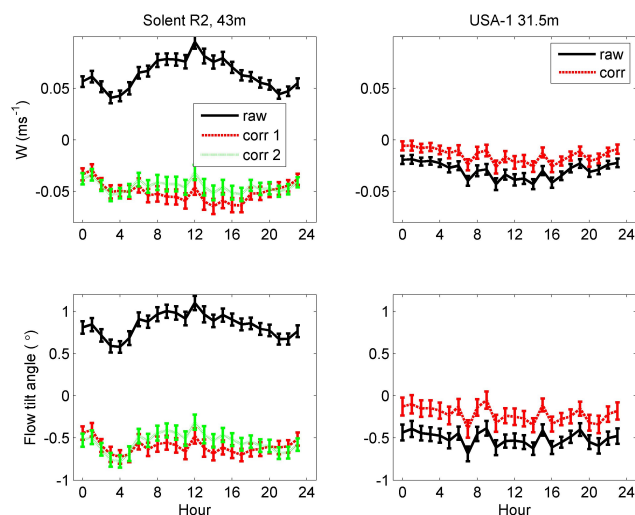 Solent R2, 43m
USA-1 31.5m
W (ms⁻¹)
0.05
0
-0.05
raw
corr 1
corr 2
0 4 8 12 16 20 24
0.05
0
-0.05
raw
corr
0 4 8 12 16 20 24
Flow tilt angle ( °)
1
0.5
0
-0.5
-1
0 4 8 12 16 20 24
Hour
1
0.5
0
-0.5
-1
0 4 8 12 16 20 24
Hour